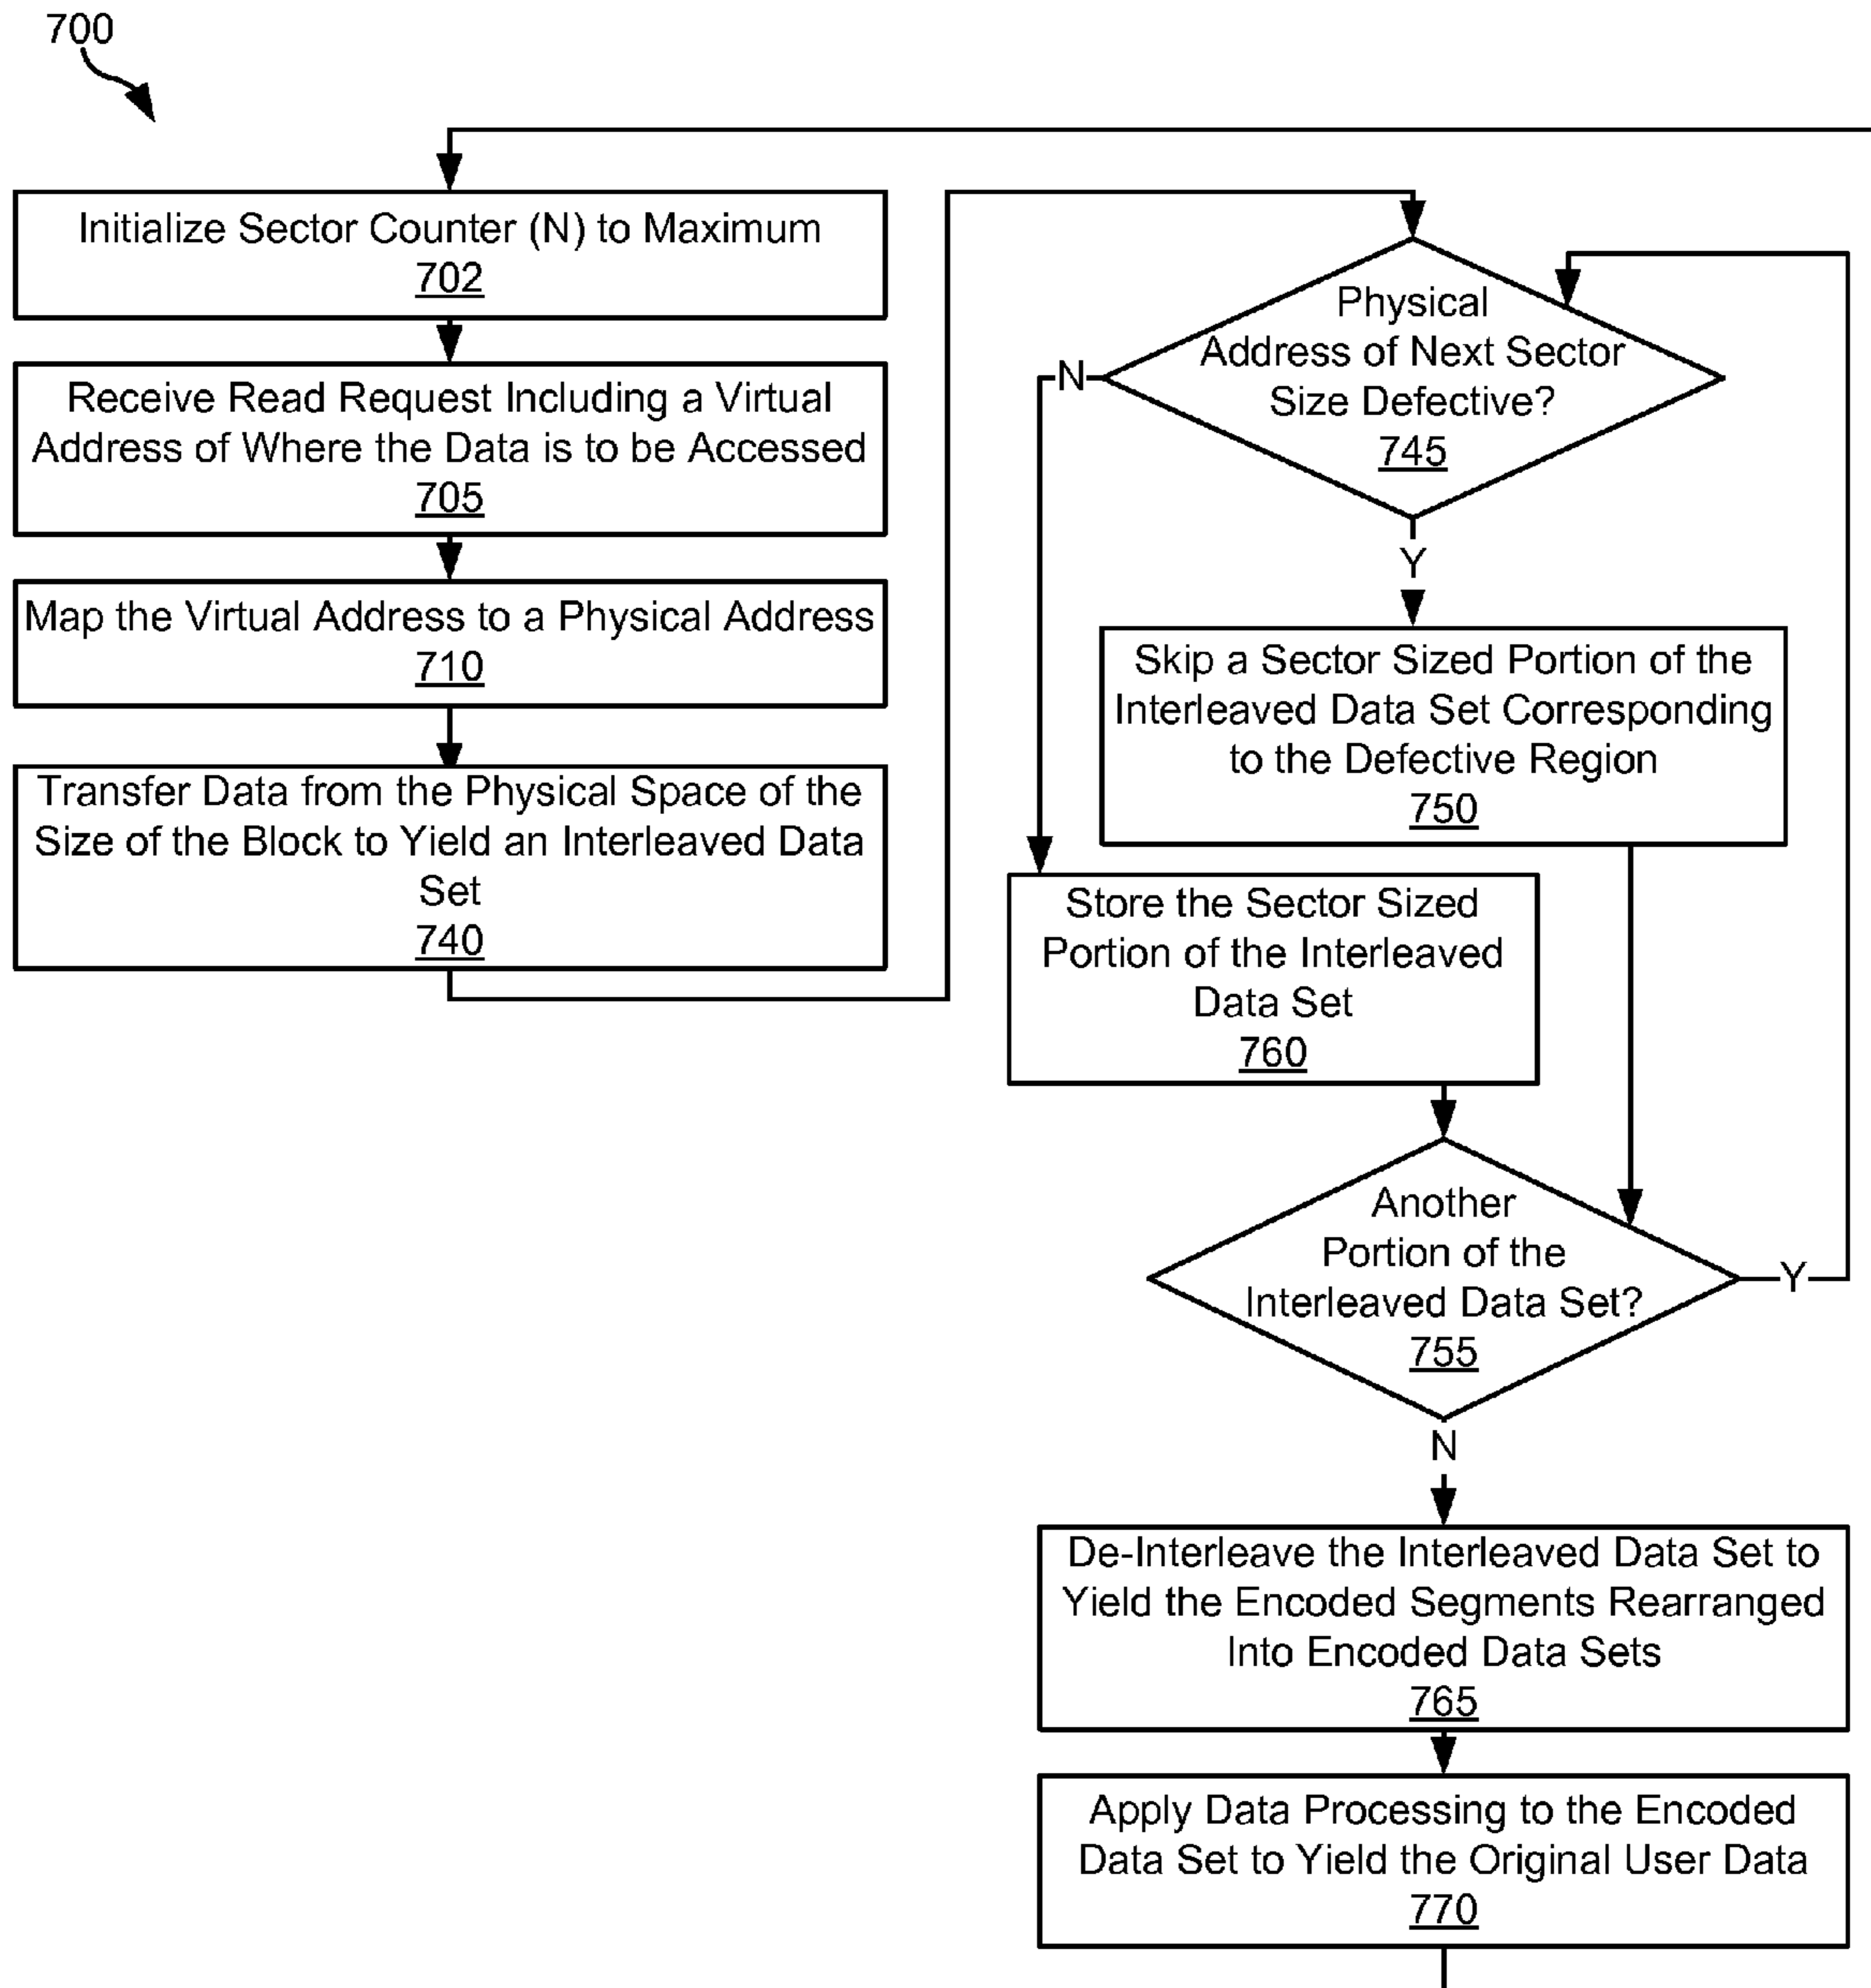 700
Initialize Sector Counter (N) to Maximum
702
Receive Read Request Including a Virtual
Address of Where the Data is to be Accessed
705
Map the Virtual Address to a Physical Address
710
Transfer Data from the Physical Space of the
Size of the Block to Yield an Interleaved Data
Set
740
Physical
Address of Next Sector
Size Defective?
745
N
Y
Skip a Sector Sized Portion of the
Interleaved Data Set Corresponding
to the Defective Region
750
Store the Sector Sized
Portion of the Interleaved
Data Set
760
Another
Portion of the
Interleaved Data Set?
755
Y
N
De-Interleave the Interleaved Data Set to
Yield the Encoded Segments Rearranged
Into Encoded Data Sets
765
Apply Data Processing to the Encoded
Data Set to Yield the Original User Data
770